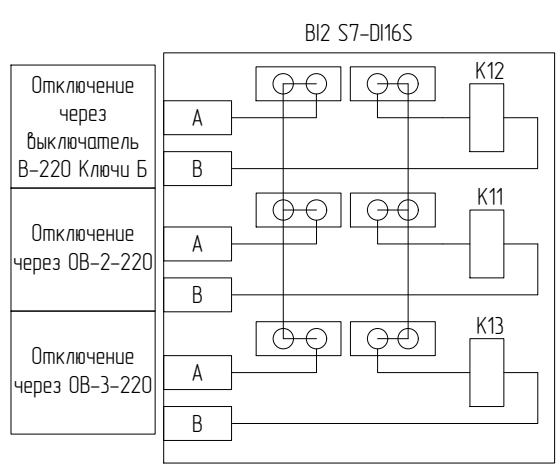 BI2 S7-DI16S
Отключение
через
выключатель
В-220 Ключи Б
A
B
K12
Отключение
через ОВ-2-220
A
B
K11
Отключение
через ОВ-3-220
A
B
K13